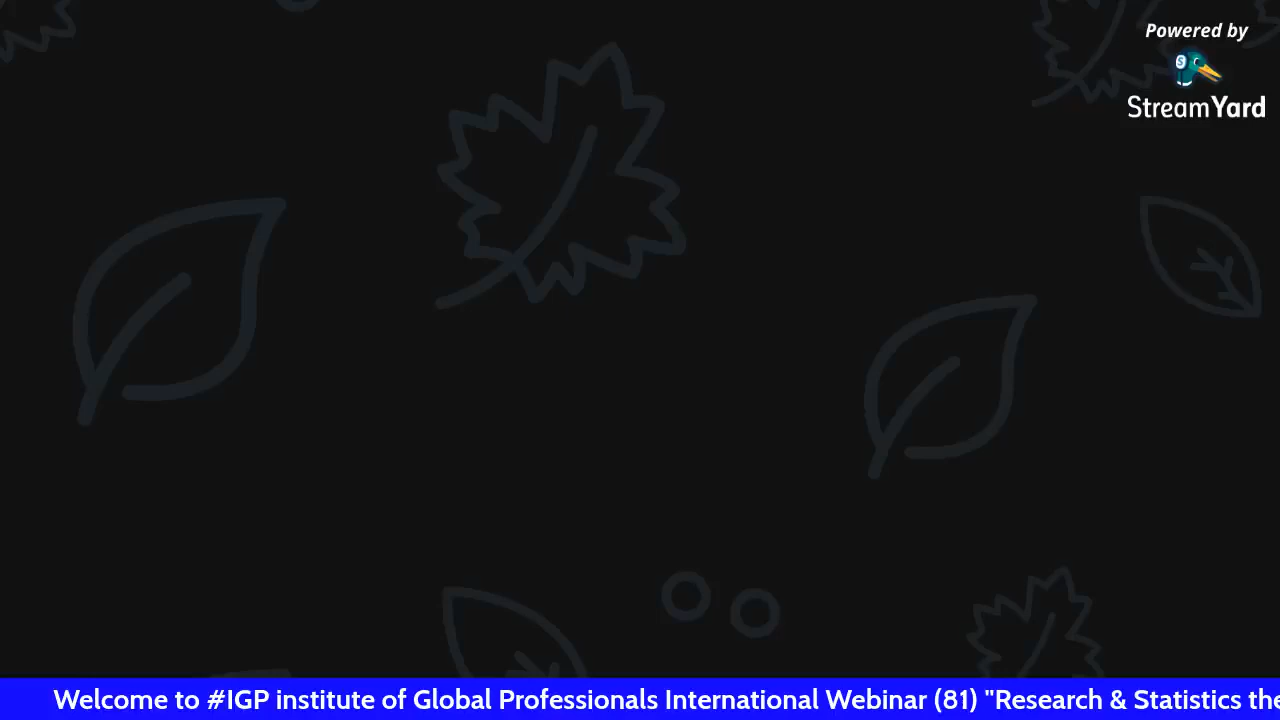 Powered by
StreamYard
Welcome to #IGP institute of Global Professionals International Webinar (81) "Research & Statistics the